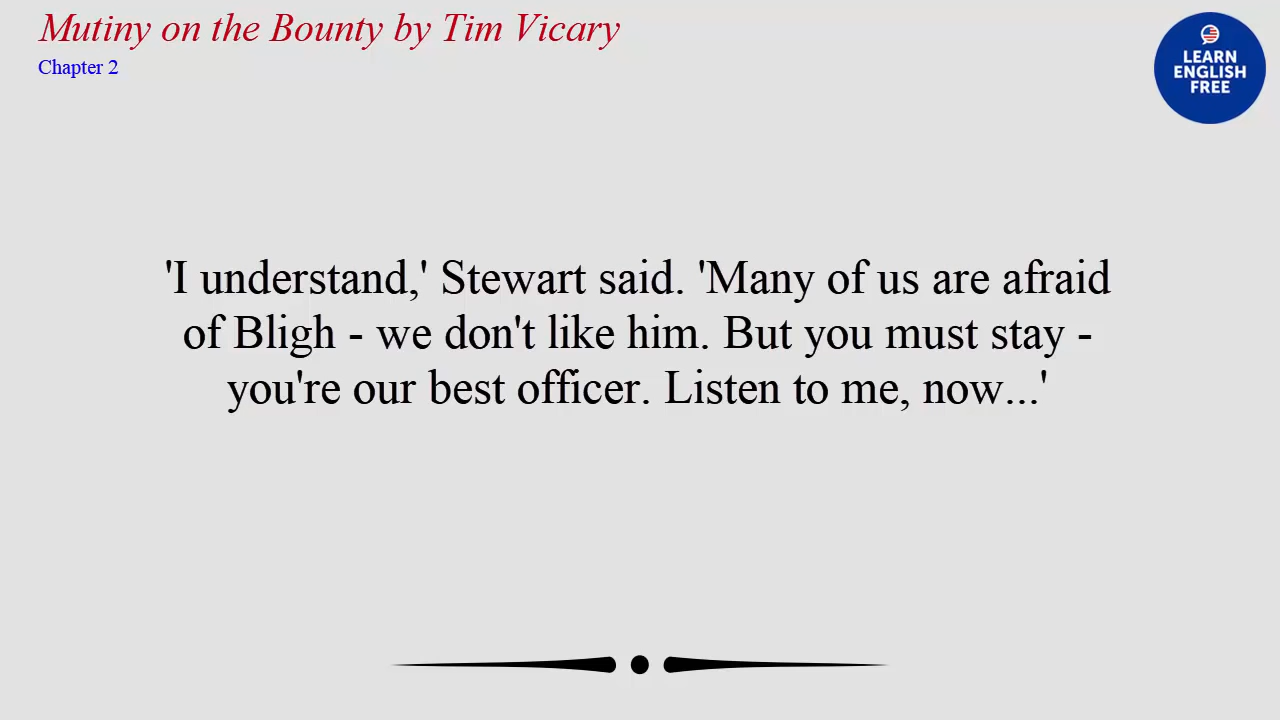 Mutiny on the Bounty by Tim Vicary
Chapter 2
LEARN
ENGLISH
FREE
'I understand,' Stewart said. 'Many of us are afraid
of Bligh - we don't like him. But you must stay -
you're our best officer. Listen to me, now...'